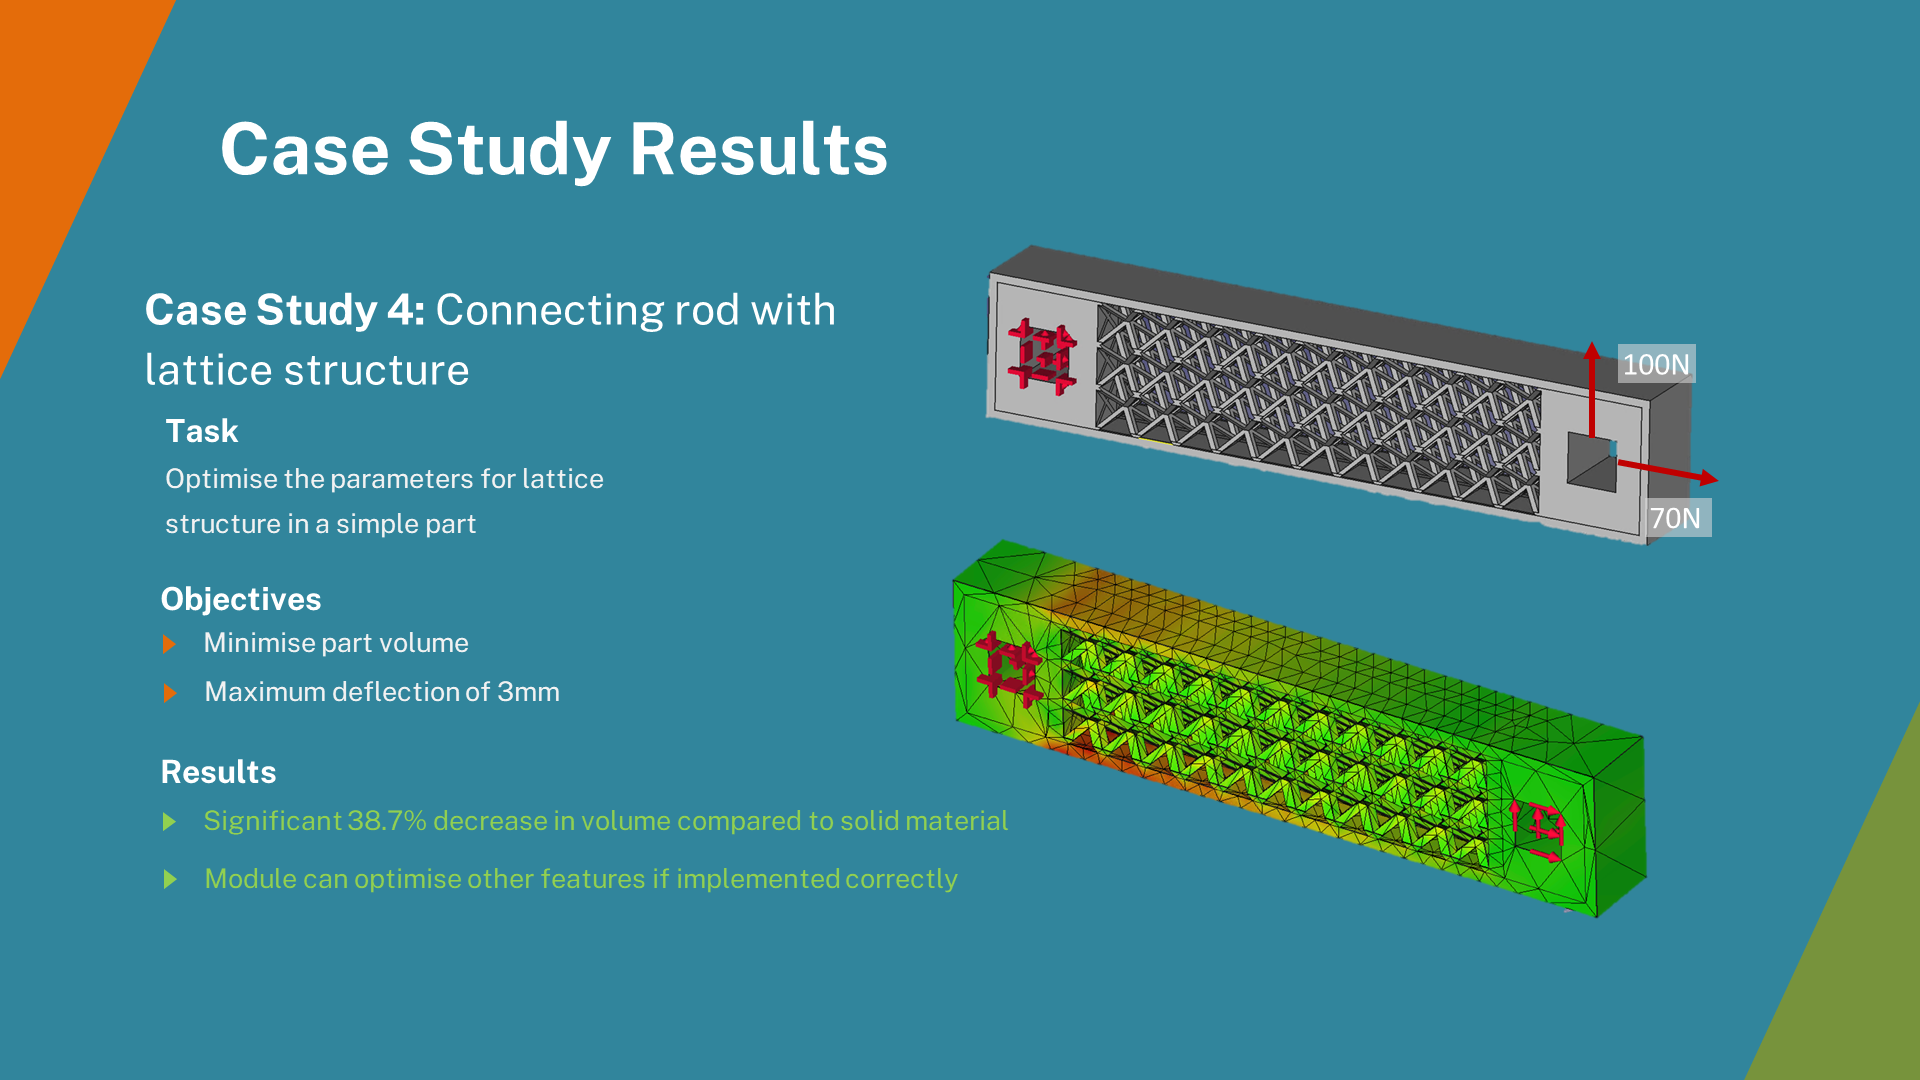 Case Study Results
Case Study 4: Connecting rod with
lattice structure
Task
Optimise the parameters for lattice
structure in a simple part
Objectives
Minimise part volume
Maximum deflection of 3mm
Results
Significant 38.7% decrease in volume compared to solid material
Module can optimise other features if implemented correctly
100N
70N